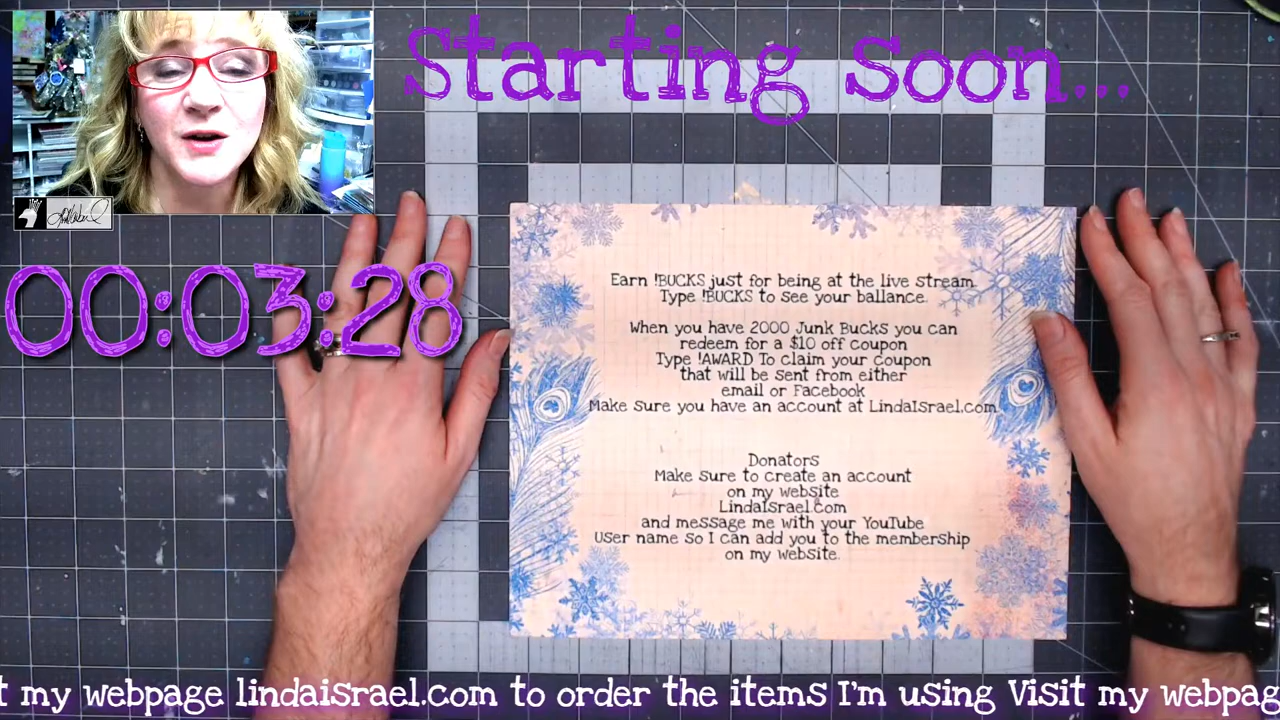 Starting Soon...
00:03:28
Earn !BUCKS just for being at the live stream.
Type !BUCKS to see your ballance.
When you have 2000 Junk Bucks you can
redeem for a $10 off coupon
Type !AWARD To claim your coupon
that will be sent from either
email or Facebook
Make sure you have an account at LindaIsrael.com
Donators
Make sure to create an account
on my website
LindaIsrael.com
and message me with your YouTube
User name so I can add you to the membership
on my website.
t my webpage lindaisrael.com to order the items I'm using Visit my webpag